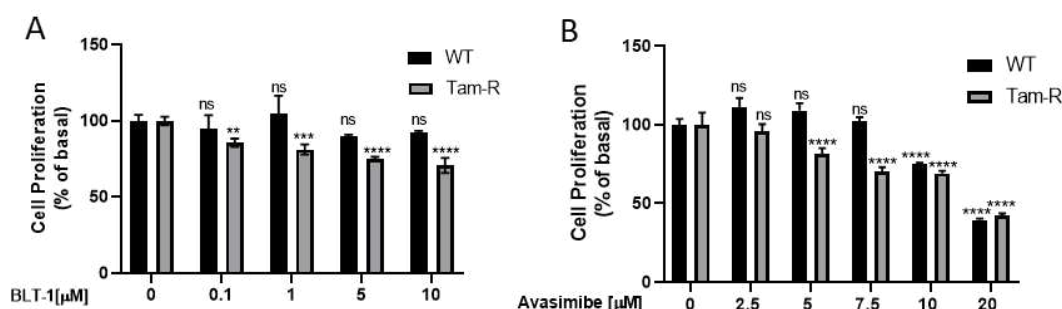 A
Cell Proliferation
(% of basal)
150
100
50
0
WT
Tam-R
ns
**
ns
***
ns
****
ns
****
BLT-1[µM]
0
0.1
1
5
10
B
Cell Proliferation
(% of basal)
150
100
50
0
WT
Tam-R
ns
ns
ns
****
ns
****
****
****
****
****
Avasimibe [µM]
0
2.5
5
7.5
10
20